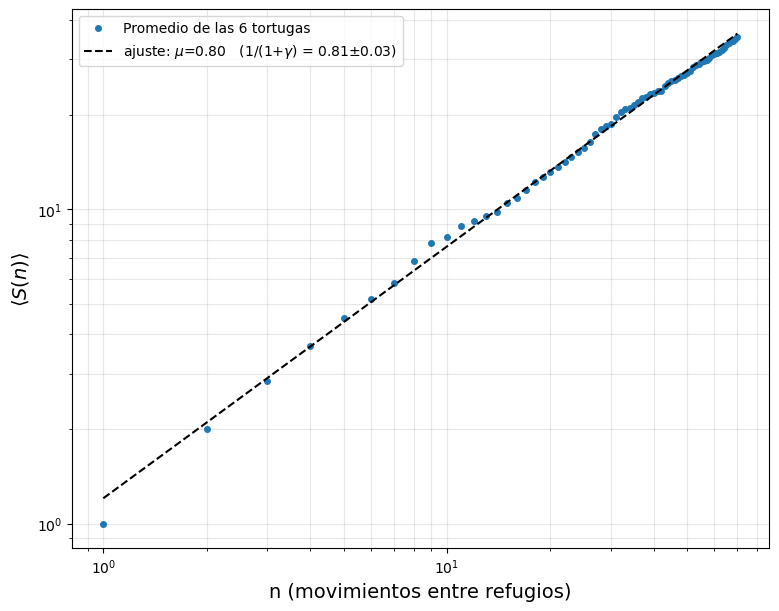 Promedio de las 6 tortugas
ajuste: μ=0.80 (1/(1+γ) = 0.81±0.03)
⟨S(n)⟩
10¹
10⁰
10⁰ 10¹
n (movimientos entre refugios)